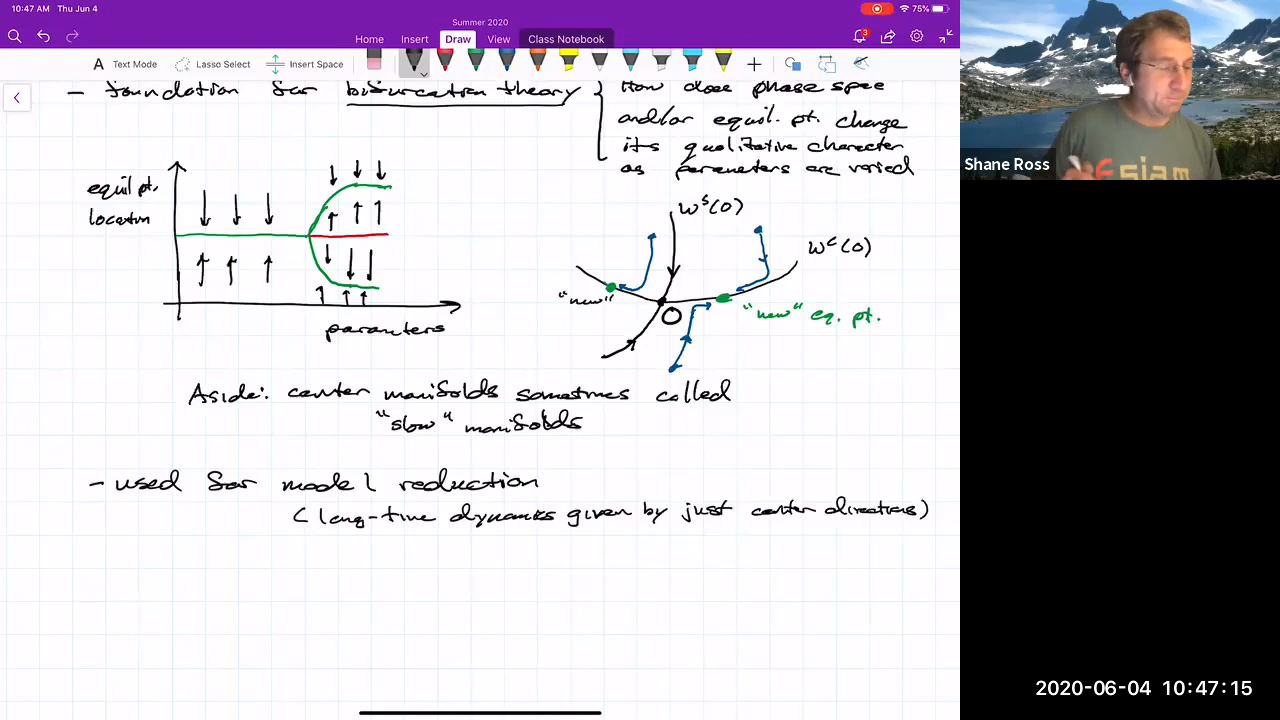 10:47 AM Thu Jun 4
75%
Summer 2020
Home Insert Draw View Class Notebook
3
Text Mode Lasso Select Insert Space
- foundation for bifurcation theory
How does phase space
and/or equil. pt. change
its qualitative character
as parameters are varied
equil pt.
location
parameters
Wˢ(0)
Wᶜ(0)
"new"
0
"new" eq. pt.
Aside: center manifolds sometimes called
"slow" manifolds
- used for model reduction
(long-time dynamics given by just center directions)
Shane Ross
siam
2020-06-04 10:47:15